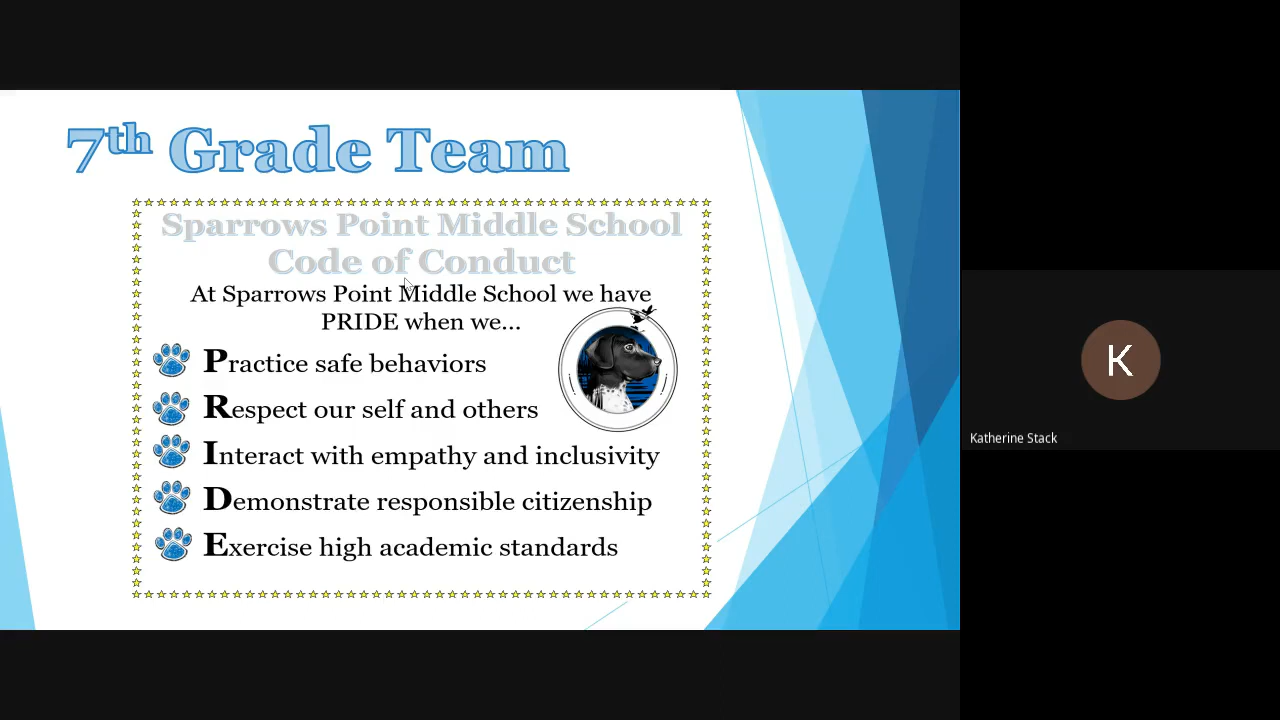 7th Grade Team
Sparrows Point Middle School
Code of Conduct
At Sparrows Point Middle School we have
PRIDE when we...
Practice safe behaviors
Respect our self and others
Interact with empathy and inclusivity
Demonstrate responsible citizenship
Exercise high academic standards
K
Katherine Stack